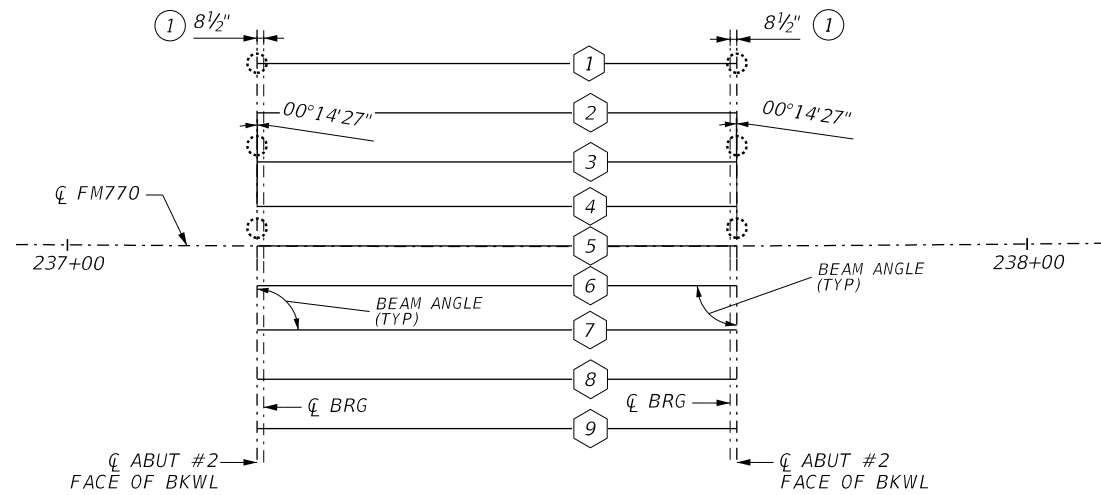 1 8½" 8½" 1
1
00°14'27" 2 00°14'27"
3
℄ FM770 4
5
237+00 238+00
6 BEAM ANGLE
(TYP)
BEAM ANGLE
(TYP) 7
8
℄ BRG ℄ BRG
9
℄ ABUT #2
FACE OF BKWL
℄ ABUT #2
FACE OF BKWL